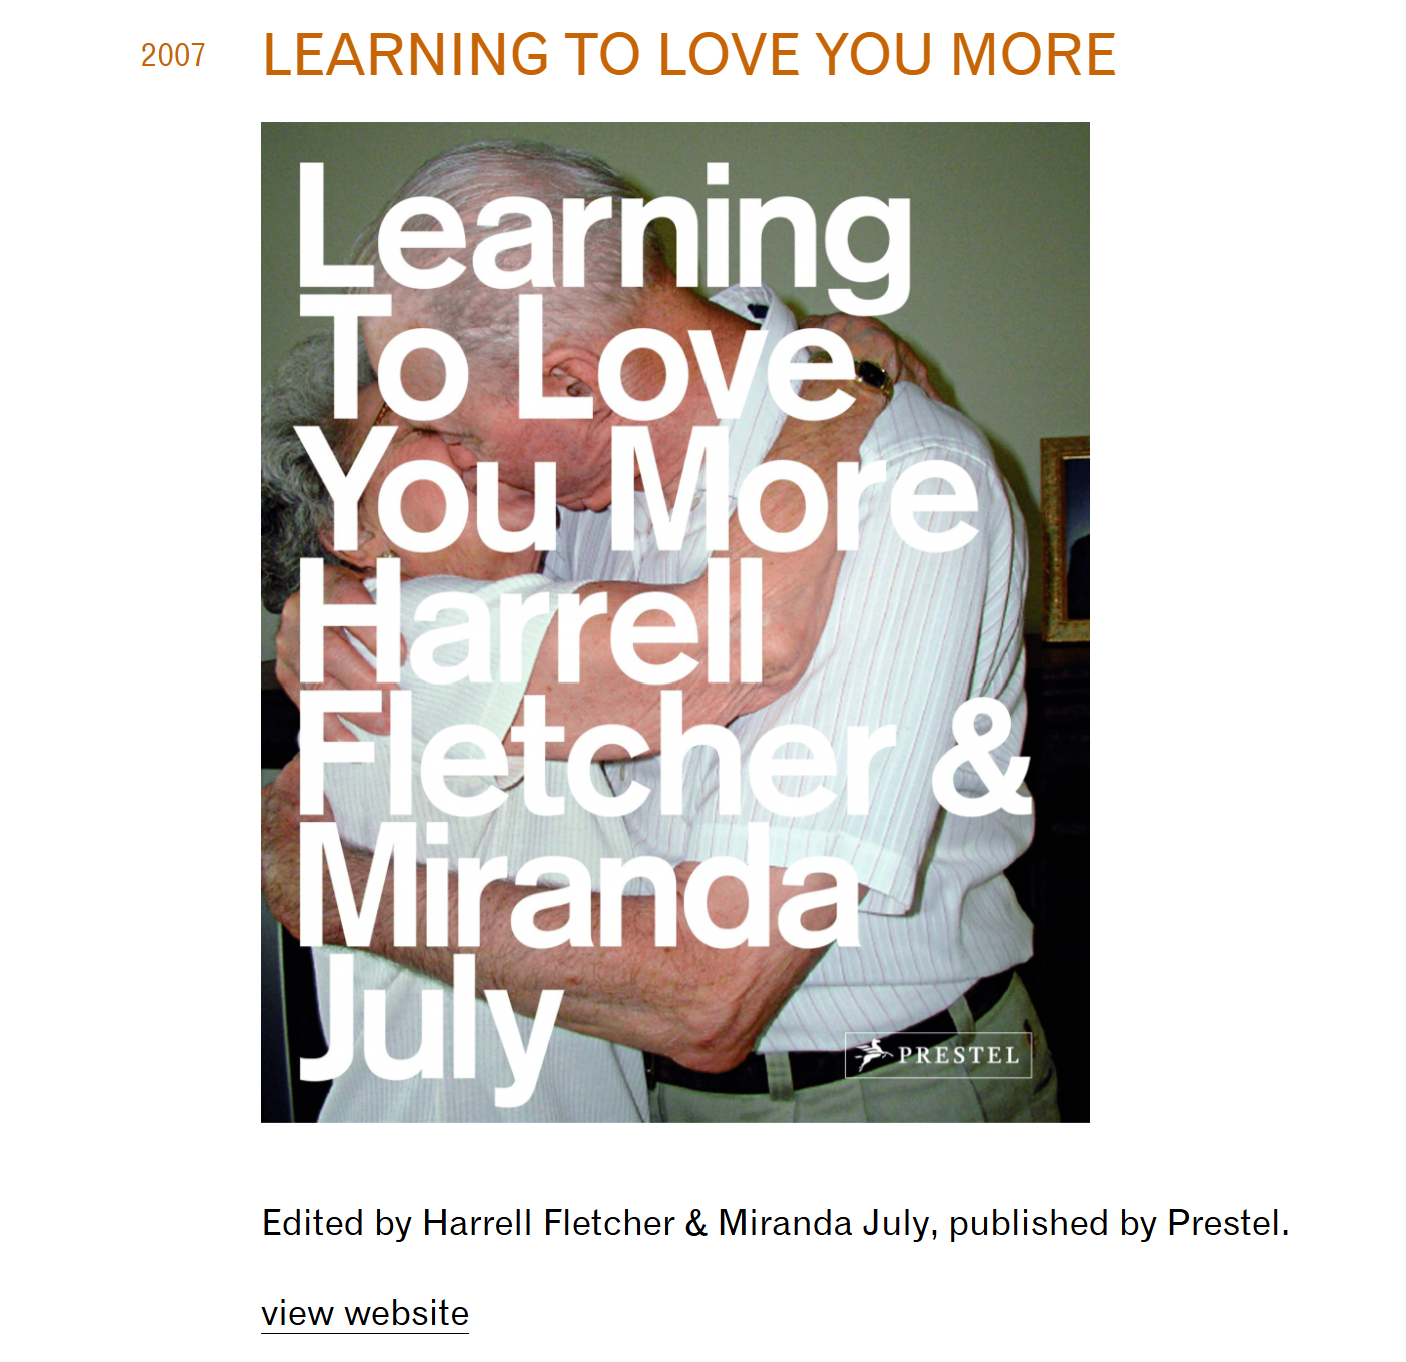 2007 LEARNING TO LOVE YOU MORE
Learning
To Love
You More
Harrell
Fletcher &
Miranda
July
PRESTEL
Edited by Harrell Fletcher & Miranda July, published by Prestel.
view website